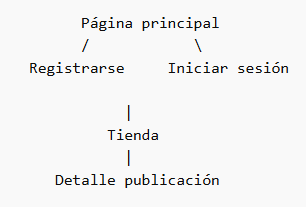 Página principal
/ \
Registrarse Iniciar sesión
|
Tienda
|
Detalle publicación